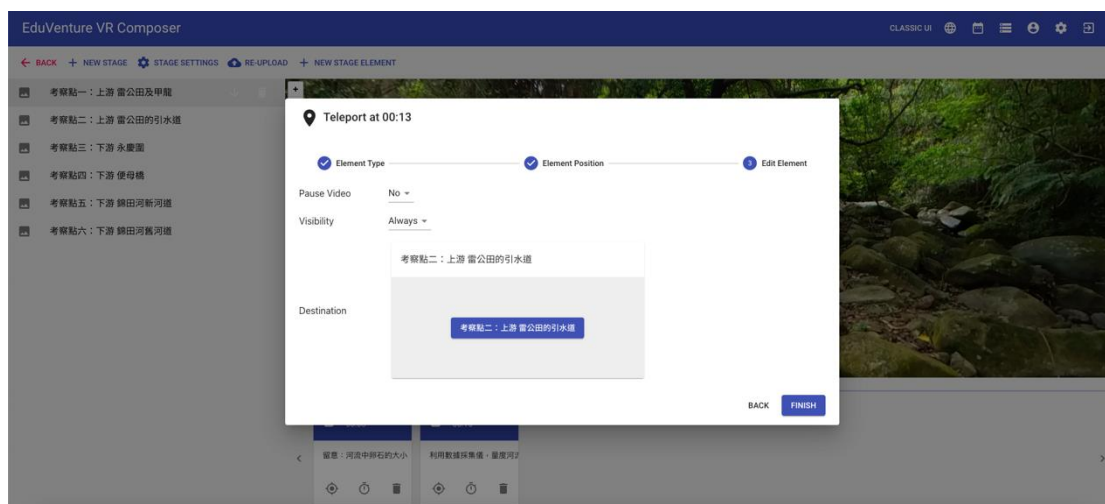 EduVenture VR Composer
CLASSIC UI
BACK + NEW STAGE STAGE SETTINGS RE-UPLOAD + NEW STAGE ELEMENT
考察點一：上游 雷公田及甲龍
考察點二：上游 雷公田的引水道
考察點三：下游 永慶圍
考察點四：下游 便母橋
考察點五：下游 錦田河新河道
考察點六：下游 錦田河舊河道
+
Teleport at 00:13
Element Type
Element Position
3 Edit Element
Pause Video No
Visibility Always
考察點二：上游 雷公田的引水道
Destination
考察點二：上游 雷公田的引水道
BACK FINISH
留意：河流中卵石的大小
利用數據採集儀，量度河